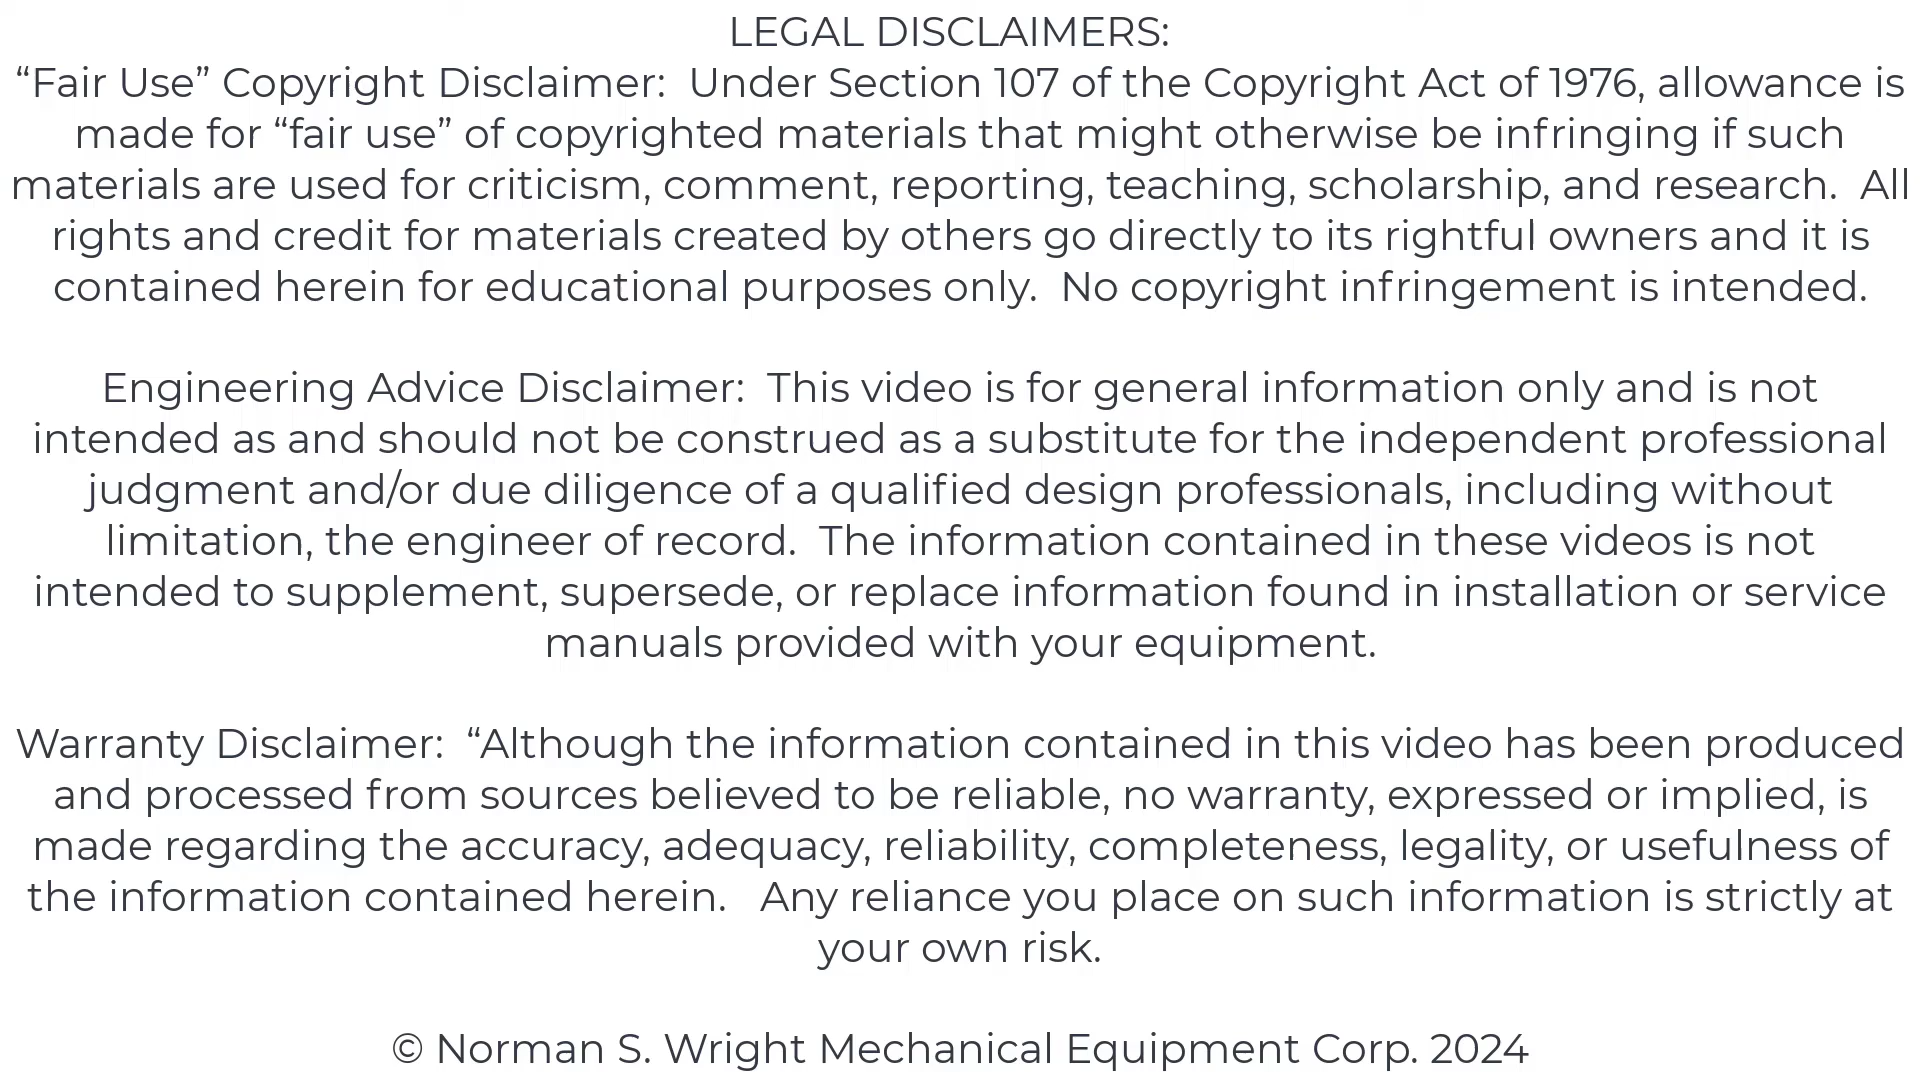 LEGAL DISCLAIMERS:
“Fair Use” Copyright Disclaimer:  Under Section 107 of the Copyright Act of 1976, allowance is
made for “fair use” of copyrighted materials that might otherwise be infringing if such
materials are used for criticism, comment, reporting, teaching, scholarship, and research.  All
rights and credit for materials created by others go directly to its rightful owners and it is
contained herein for educational purposes only.  No copyright infringement is intended.
Engineering Advice Disclaimer:  This video is for general information only and is not
intended as and should not be construed as a substitute for the independent professional
judgment and/or due diligence of a qualified design professionals, including without
limitation, the engineer of record.  The information contained in these videos is not
intended to supplement, supersede, or replace information found in installation or service
manuals provided with your equipment.
Warranty Disclaimer:  “Although the information contained in this video has been produced
and processed from sources believed to be reliable, no warranty, expressed or implied, is
made regarding the accuracy, adequacy, reliability, completeness, legality, or usefulness of
the information contained herein.   Any reliance you place on such information is strictly at
your own risk.
© Norman S. Wright Mechanical Equipment Corp. 2024